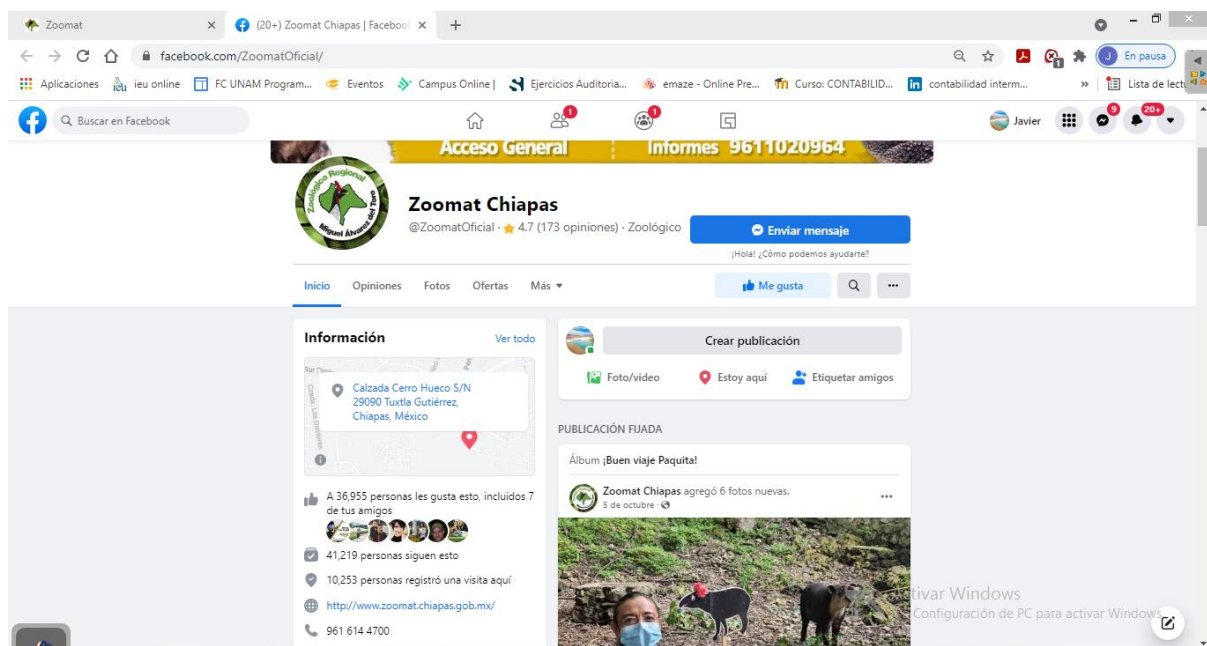 Zoomat
(20+) Zoomat Chiapas | Faceboo
facebook.com/ZoomatOficial/
En pausa
Aplicaciones
ieu online
FC UNAM Program...
Eventos
Campus Online |
Ejercicios Auditoria...
emaze - Online Pre...
Curso: CONTABILID...
contabilidad interm...
»
Lista de lectu
Buscar en Facebook
1
1
Javier
9
20+
Acceso General
Informes 9611020964
Zoológico Regional
Miguel Álvarez del Toro
Zoomat Chiapas
@ZoomatOficial · 4.7 (173 opiniones) · Zoológico
Enviar mensaje
¡Hola! ¿Cómo podemos ayudarte?
Inicio
Opiniones
Fotos
Ofertas
Más
Me gusta
Información
Ver todo
Calzada Cerro Hueco S/N
29090 Tuxtla Gutiérrez,
Chiapas, México
A 36,955 personas les gusta esto, incluidos 7
de tus amigos
41,219 personas siguen esto
10,253 personas registró una visita aquí
http://www.zoomat.chiapas.gob.mx/
961 614 4700
Crear publicación
Foto/video
Estoy aquí
Etiquetar amigos
PUBLICACIÓN FIJADA
Álbum ¡Buen viaje Paquita!
Zoomat Chiapas agregó 6 fotos nuevas.
5 de octubre ·
tivar Windows
Configuración de PC para activar Windows.